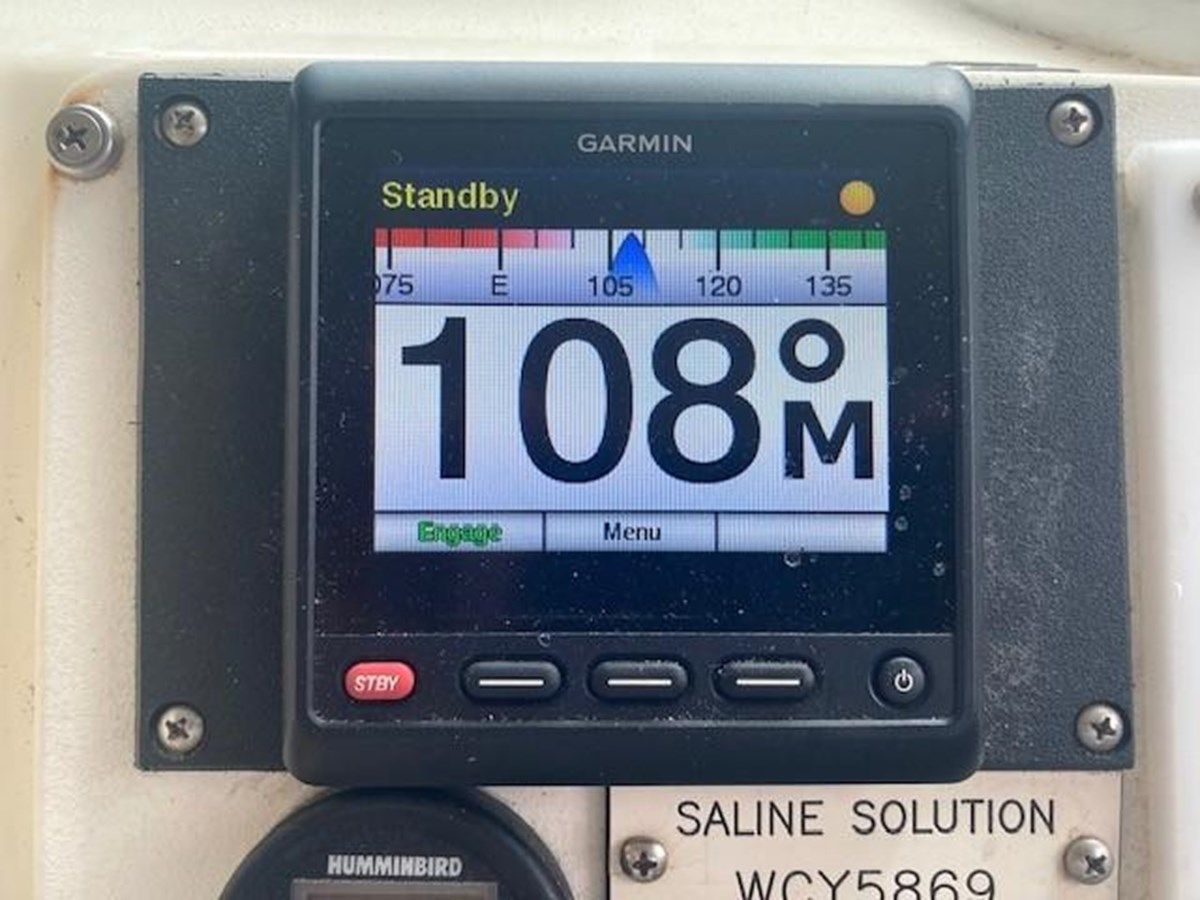 GARMIN
Standby
075 E 105 120 135
108° M
Engage Menu
STBY
SALINE SOLUTION
HUMMINBIRD
WCY5869